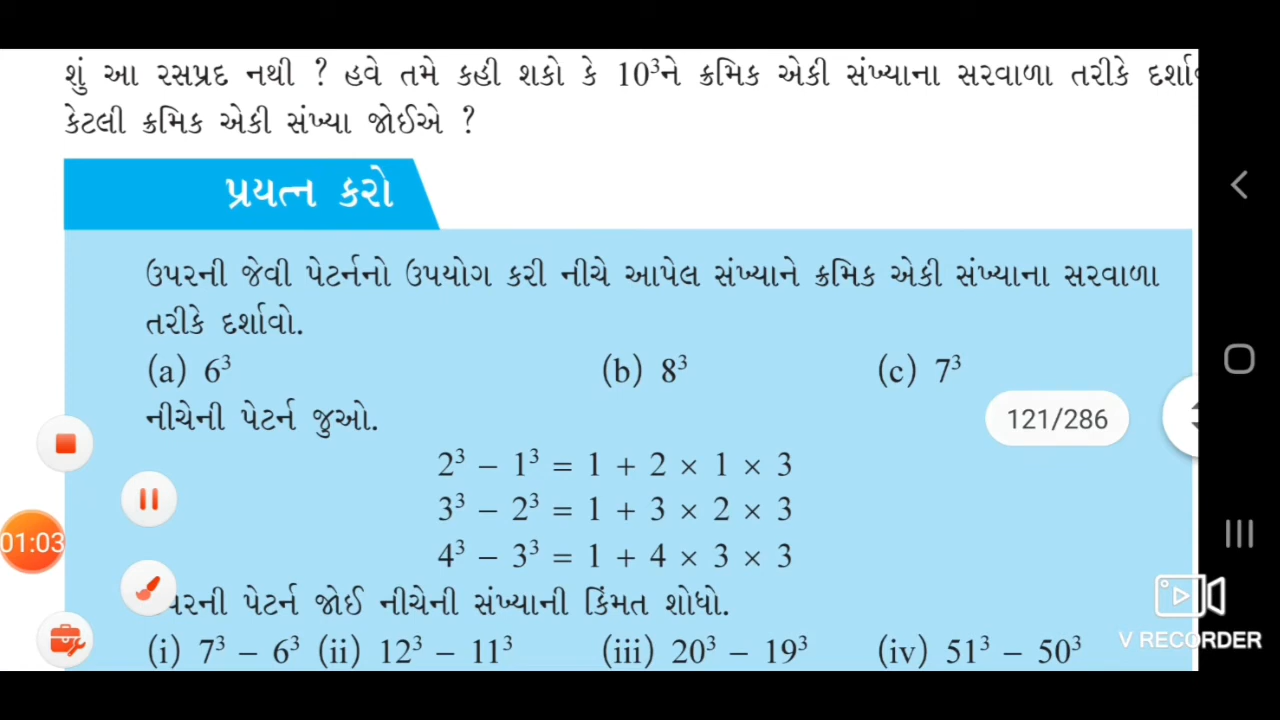 શું આ રસપ્રદ નથી ? હવે તમે કહી શકો કે 10³ને ક્રમિક એકી સંખ્યાના સરવાળા તરીકે
કેટલી ક્રમિક એકી સંખ્યા જોઈએ ?
પ્રયત્ન કરો
ઉપરની જેવી પેટર્નનો ઉપયોગ કરી નીચે આપેલ સંખ્યાને ક્રમિક એકી સંખ્યાના સરવાળા
તરીકે દર્શાવો.
(a) 6³ (b) 8³ (c) 7³
નીચેની પેટર્ન જુઓ.
121/286
2³ – 1³ = 1 + 2 × 1 × 3
3³ – 2³ = 1 + 3 × 2 × 3
4³ – 3³ = 1 + 4 × 3 × 3
01:03
પેટર્ન જોઈ નીચેની સંખ્યાની કિંમત શોધો.
(i) 7³ – 6³ (ii) 12³ – 11³ (iii) 20³ – 19³ (iv) 51³ – 50³
V RECORDER